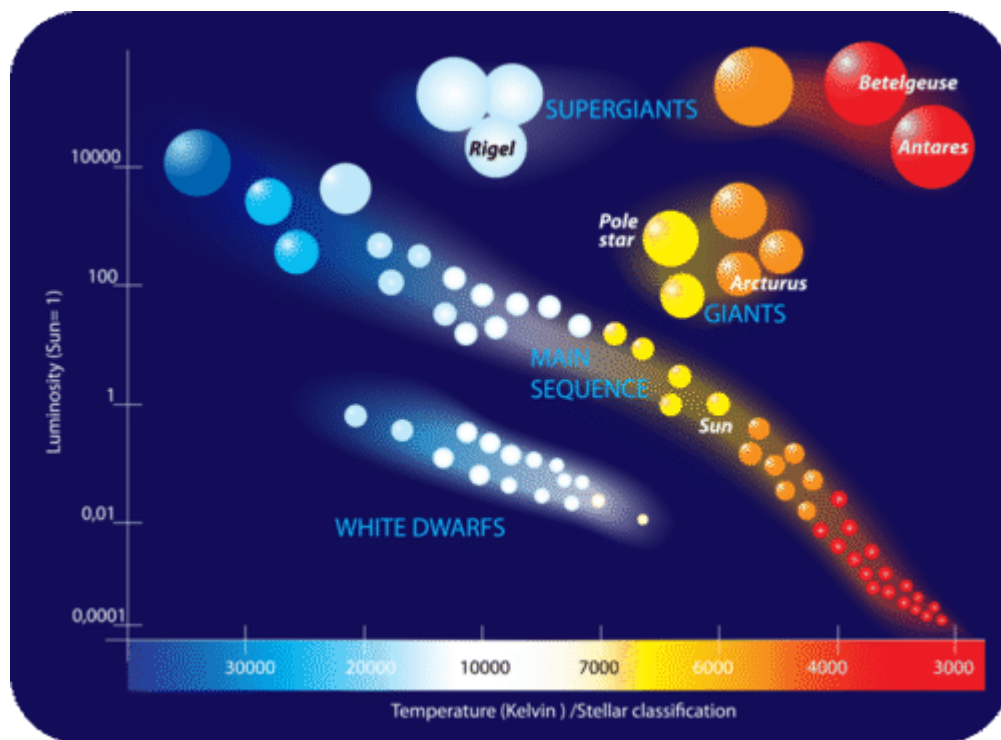 Betelgeuse
SUPERGIANTS
Rigel
Antares
10000
Pole
star
100
Arcturus
GIANTS
MAIN
SEQUENCE
1
Sun
Luminosity (Sun= 1)
WHITE DWARFS
0,01
0,0001
30000 20000 10000 7000 6000 4000 3000
Temperature (Kelvin ) /Stellar classification